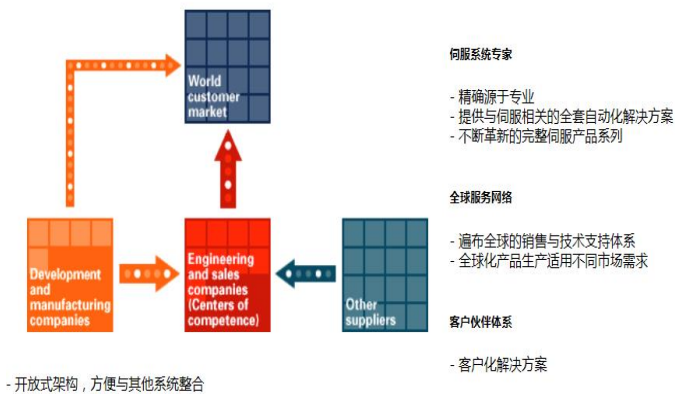 World
customer
market
Development
and
manufacturing
companies
Engineering
and sales
companies
(Centers of
competence)
Other
suppliers
伺服系统专家
- 精确源于专业
- 提供与伺服相关的全套自动化解决方案
- 不断革新的完整伺服产品系列
全球服务网络
- 遍布全球的销售与技术支持体系
- 全球化产品生产适用不同市场需求
客户伙伴体系
- 客户化解决方案
- 开放式架构，方便与其他系统整合